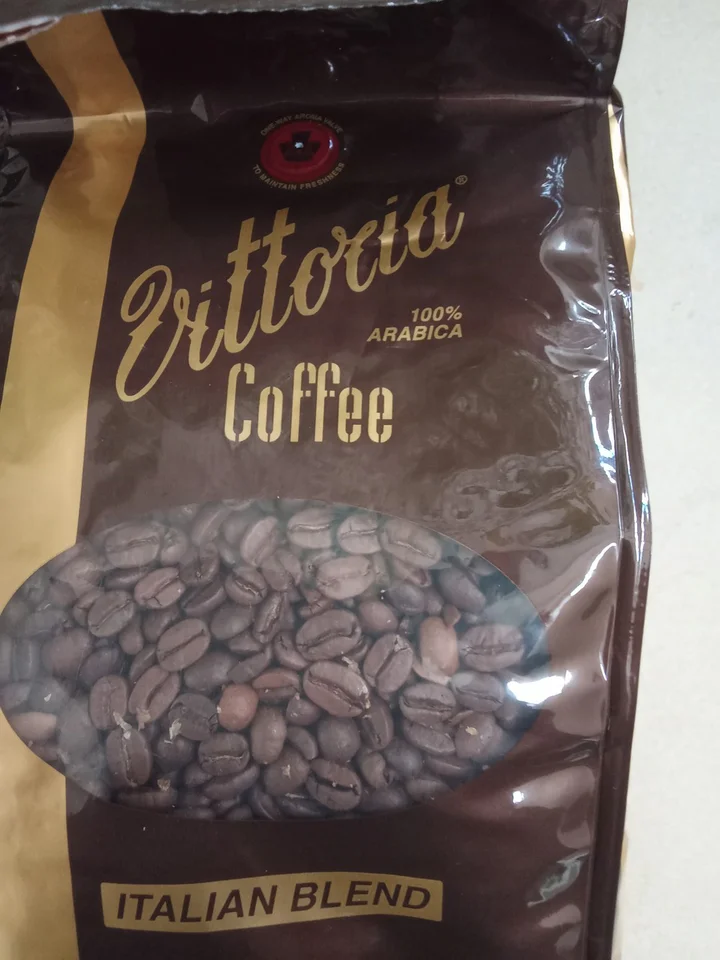 ONE-WAY AROMA VALVE
TO MAINTAIN FRESHNESS
Vittoria®
100%
ARABICA
Coffee
ITALIAN BLEND